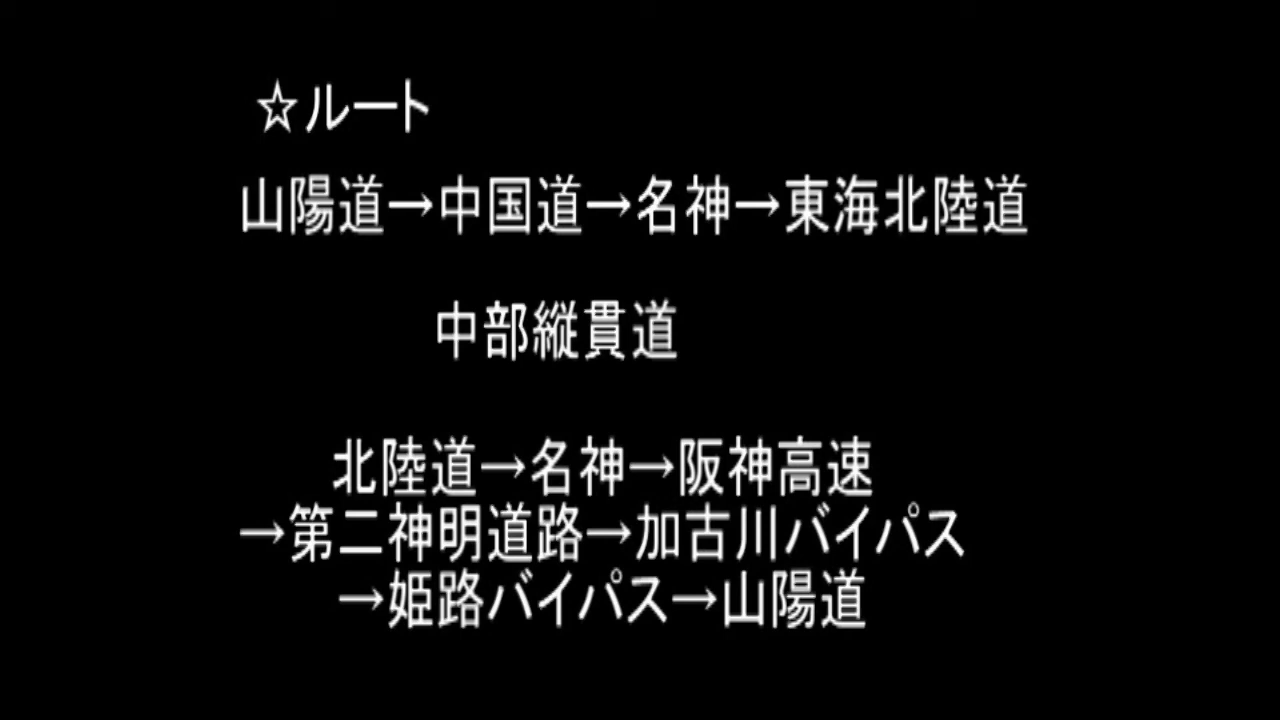 ☆ルート
山陽道→中国道→名神→東海北陸道
中部縦貫道
北陸道→名神→阪神高速
→第二神明道路→加古川バイパス
→姫路バイパス→山陽道